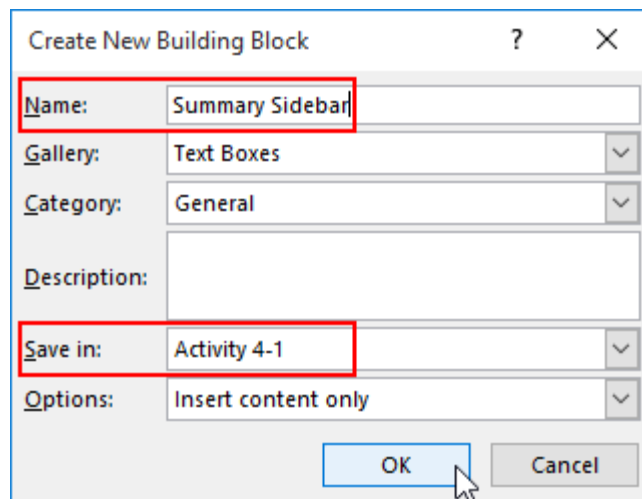 Create New Building Block ? X
Name: Summary Sidebar
Gallery: Text Boxes
Category: General
Description:
Save in: Activity 4-1
Options: Insert content only
OK Cancel